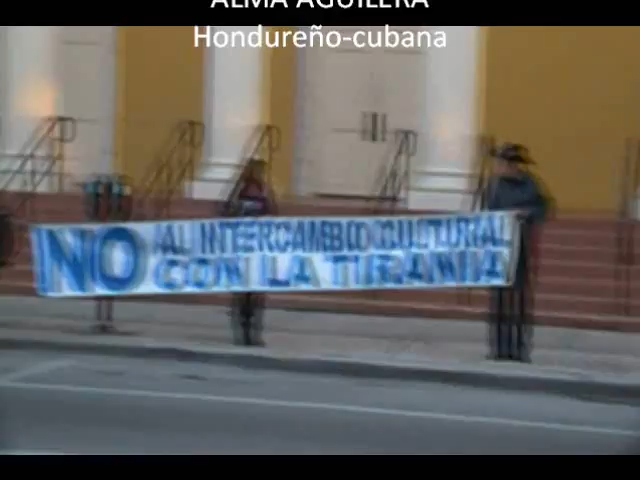 ALMA AGUILERA
Hondureño-cubana
NO AL INTERCAMBIO CULTURAL
CON LA TIRANIA